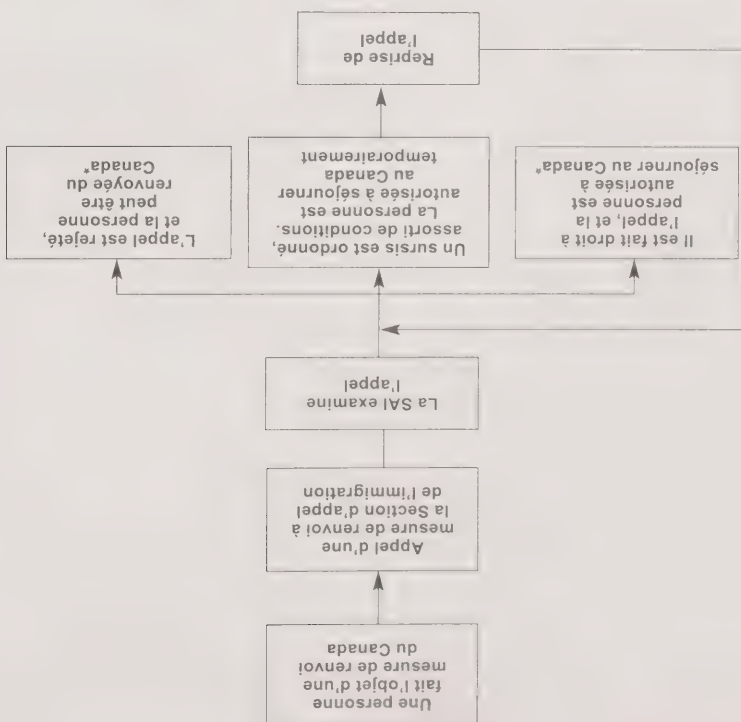 Une personne
fait l'objet d'une
mesure de renvoi
du Canada
Appel d'une
mesure de renvoi à
la Section d'appel
de l'immigration
La SAI examine
l'appel
Il est fait droit à
l'appel, et la
personne est
autorisée à
séjourner au Canada*
Un sursis est ordonné,
assorti de conditions.
La personne est
autorisée à séjourner
au Canada
temporairement
L'appel est rejeté,
et la personne
peut être
renvoyée du
Canada*
Reprise de
l'appel